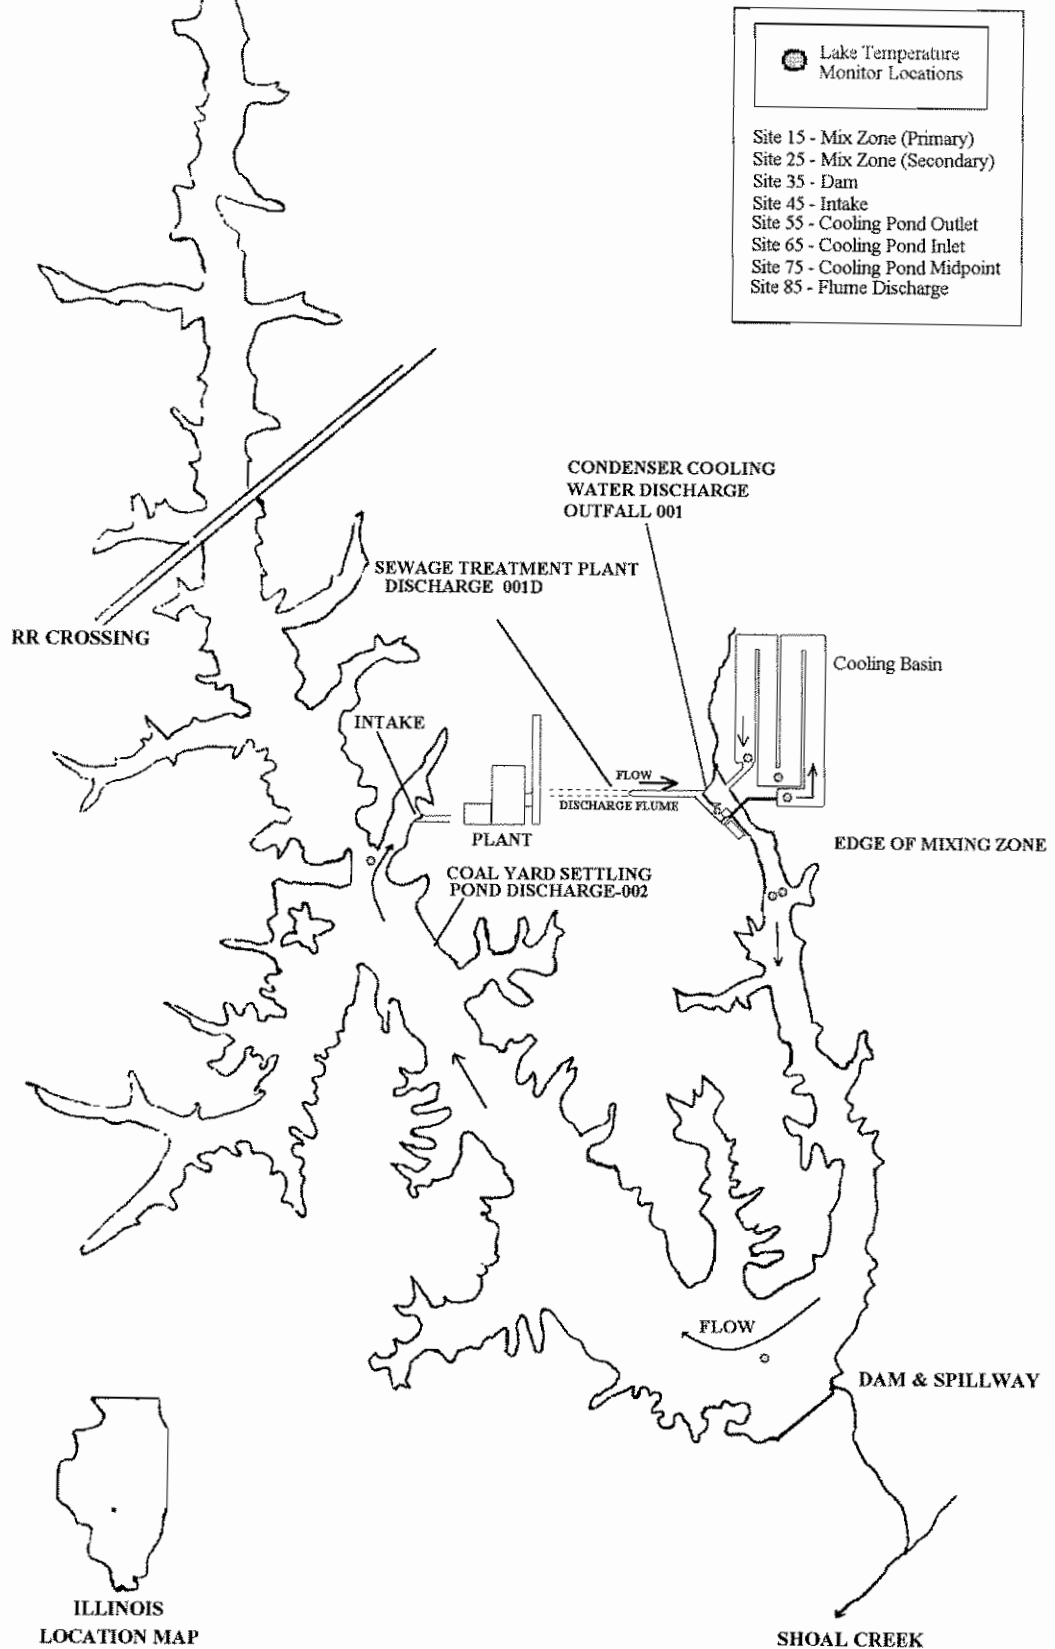 Lake Temperature
Monitor Locations
Site 15 - Mix Zone (Primary)
Site 25 - Mix Zone (Secondary)
Site 35 - Dam
Site 45 - Intake
Site 55 - Cooling Pond Outlet
Site 65 - Cooling Pond Inlet
Site 75 - Cooling Pond Midpoint
Site 85 - Flume Discharge
CONDENSER COOLING
WATER DISCHARGE
OUTFALL 001
SEWAGE TREATMENT PLANT
DISCHARGE 001D
RR CROSSING
Cooling Basin
INTAKE
FLOW
DISCHARGE FLUME
PLANT
EDGE OF MIXING ZONE
COAL YARD SETTLING
POND DISCHARGE-002
FLOW
DAM & SPILLWAY
ILLINOIS
LOCATION MAP
SHOAL CREEK